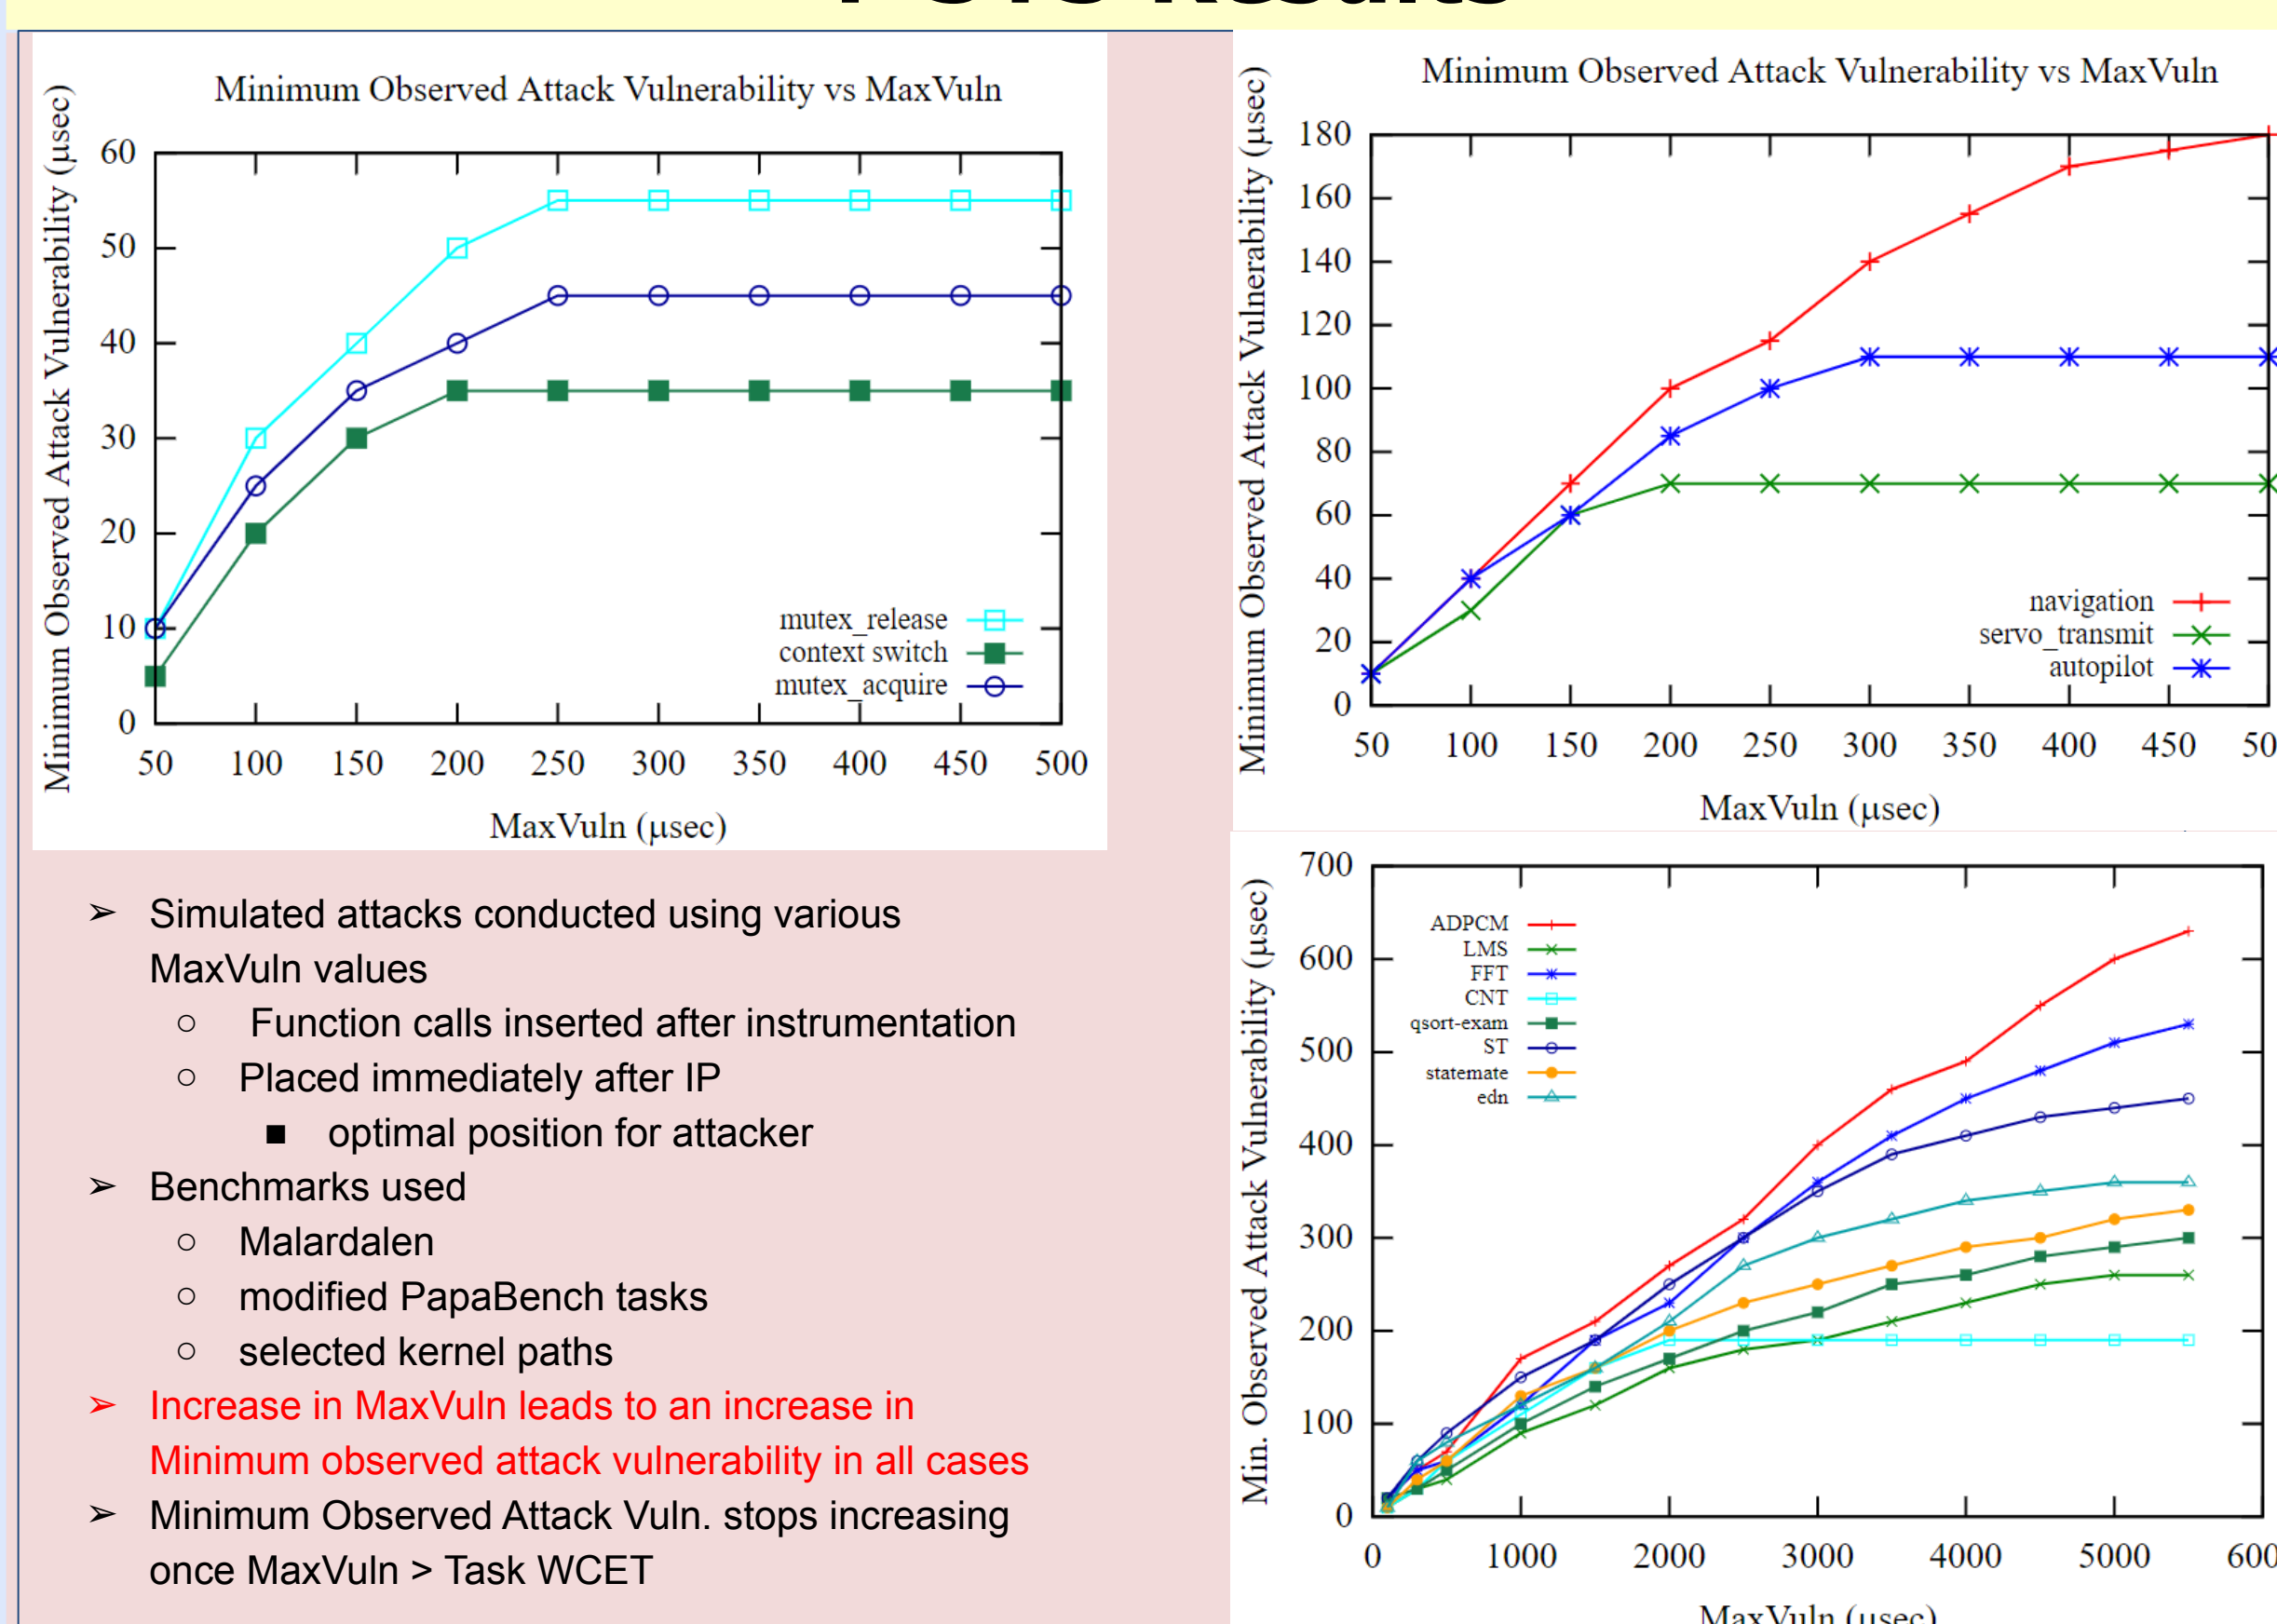 Results
Minimum Observed Attack Vulnerability vs MaxVuln
Minimum Observed Attack Vulnerability (µsec)
60
50
40
30
20
10
0
mutex_release
context switch
mutex_acquire
50 100 150 200 250 300 350 400 450 500
MaxVuln (µsec)
➢ Simulated attacks conducted using various
MaxVuln values
○ Function calls inserted after instrumentation
○ Placed immediately after IP
■ optimal position for attacker
➢ Benchmarks used
○ Malardalen
○ modified PapaBench tasks
○ selected kernel paths
➢ Increase in MaxVuln leads to an increase in
Minimum observed attack vulnerability in all cases
➢ Minimum Observed Attack Vuln. stops increasing
once MaxVuln > Task WCET
Minimum Observed Attack Vulnerability vs MaxVuln
Minimum Observed Attack Vulnerability (µsec)
180
160
140
120
100
80
60
40
20
0
navigation
servo_transmit
autopilot
50 100 150 200 250 300 350 400 450 50
MaxVuln (µsec)
Min. Observed Attack Vulnerability (µsec)
700
600
500
400
300
200
100
0
ADPCM
LMS
FFT
CNT
qsort-exam
ST
statemate
edn
0 1000 2000 3000 4000 5000 600
MaxVuln (µsec)